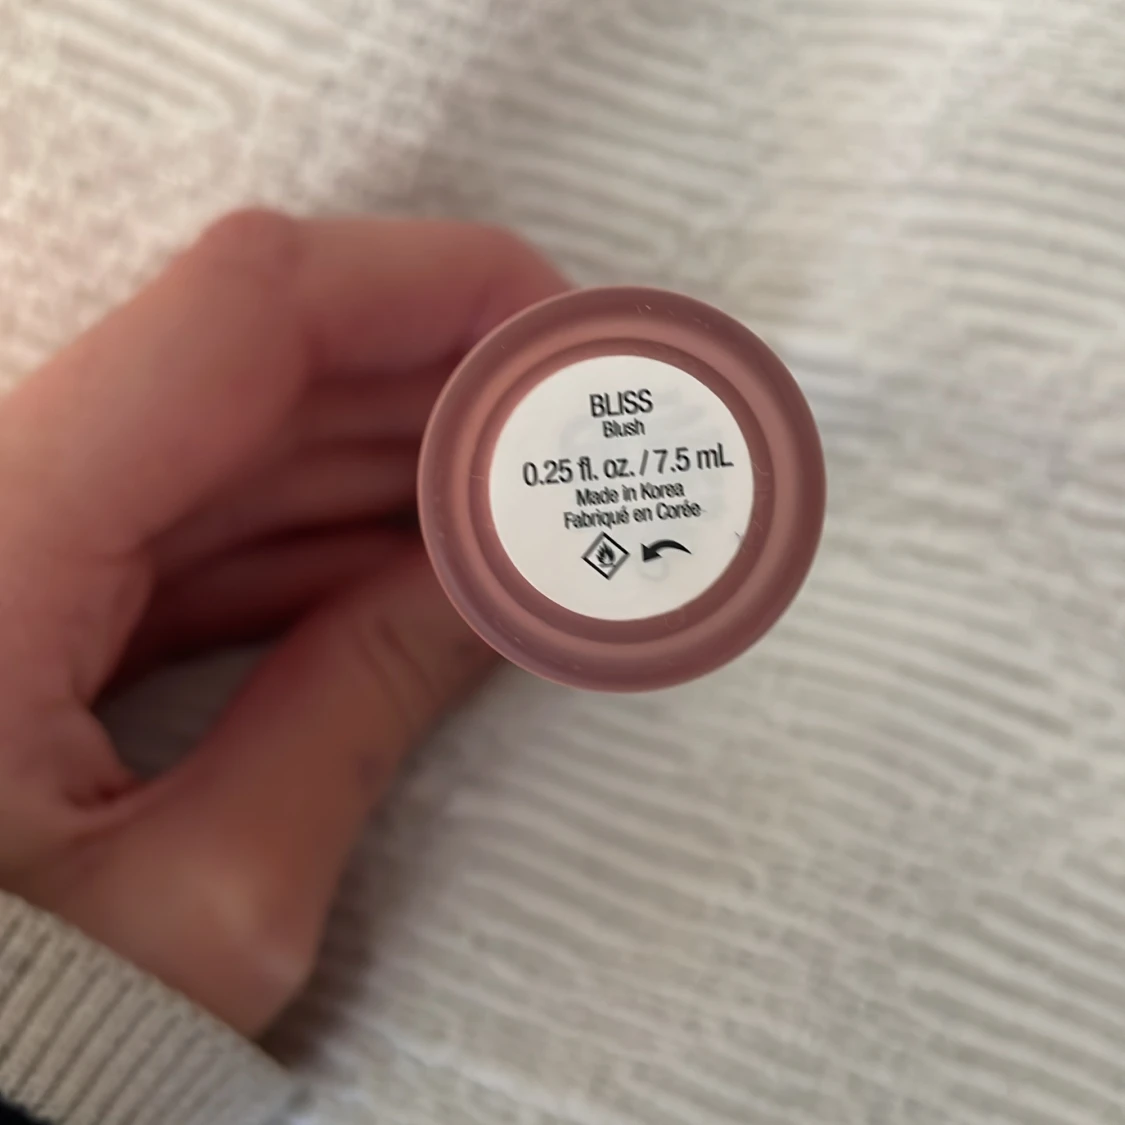 BLISS
Blush
0.25 fl. oz. / 7.5 mL
Made in Korea
Fabriqué en Corée